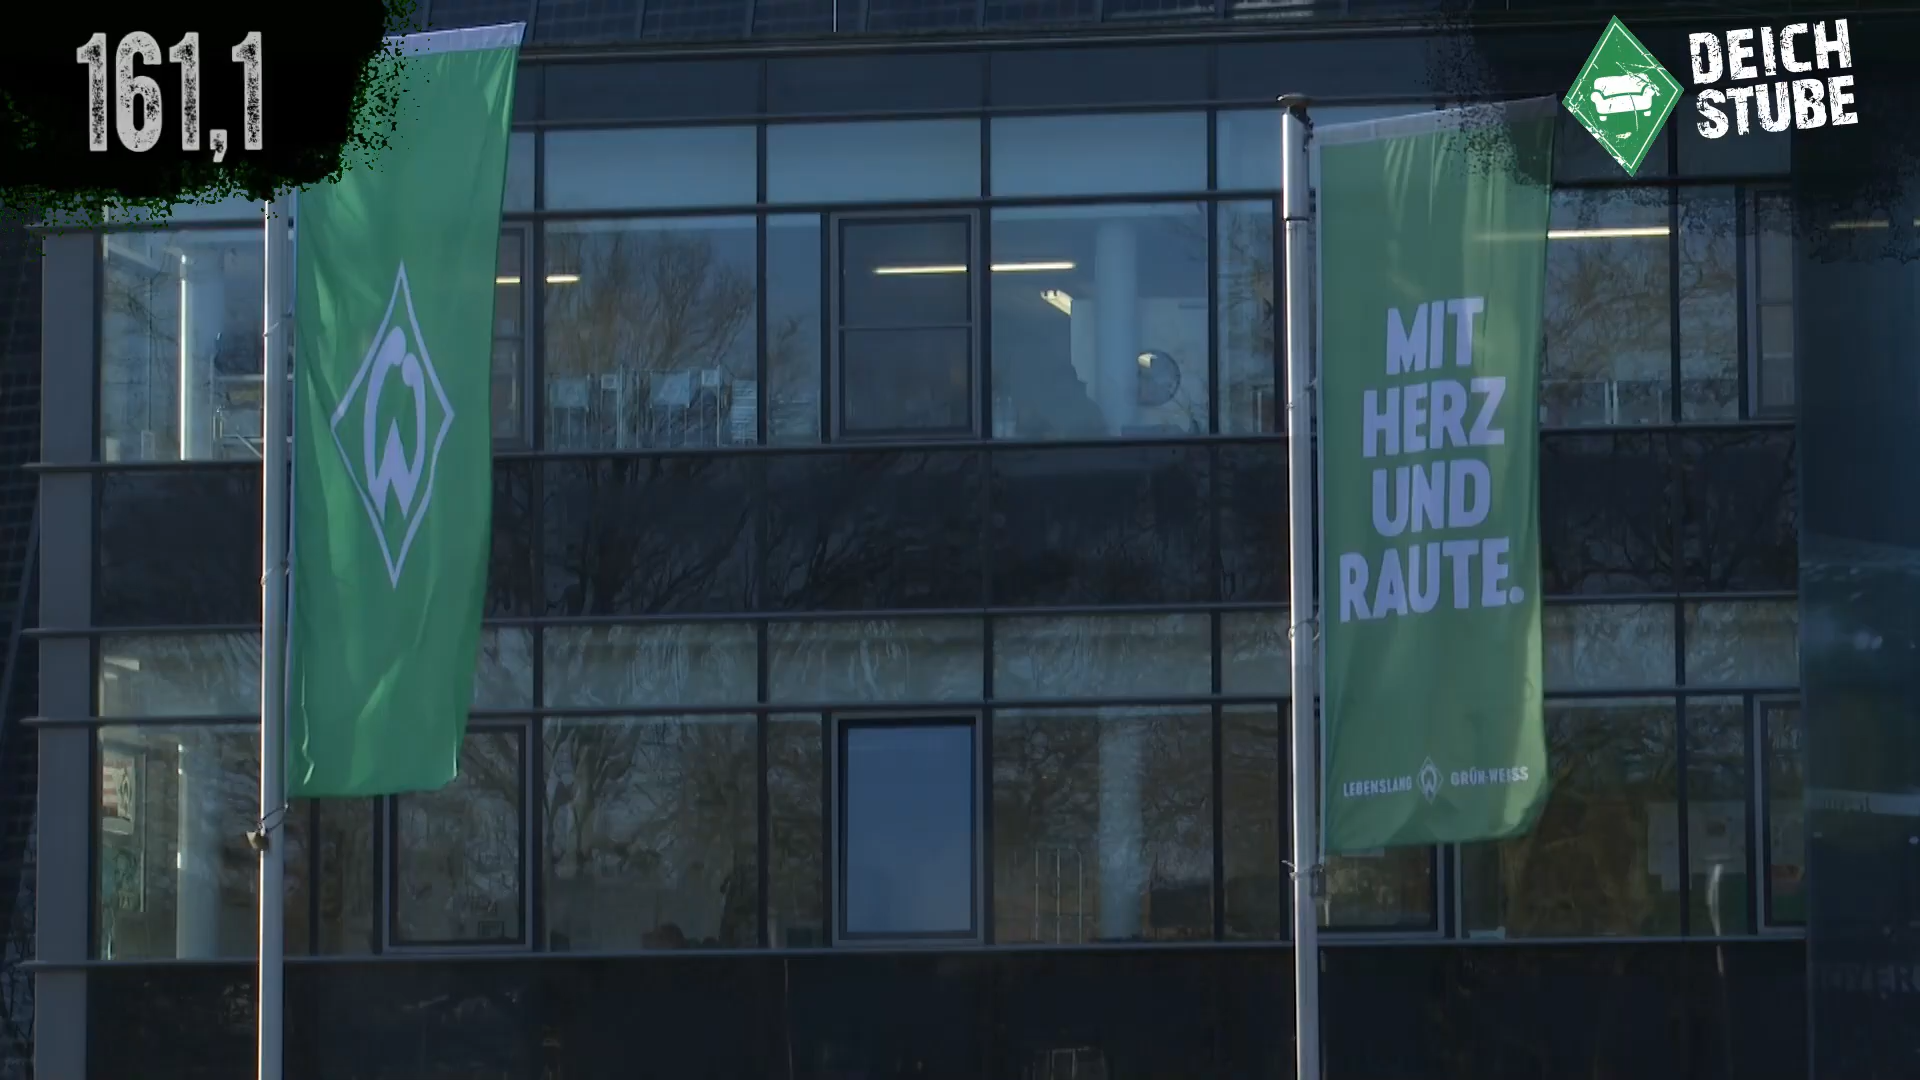 161,1
DEICH
STUBE
W
MIT
HERZ
UND
RAUTE.
LEBENSLANG W GRÜN-WEISS